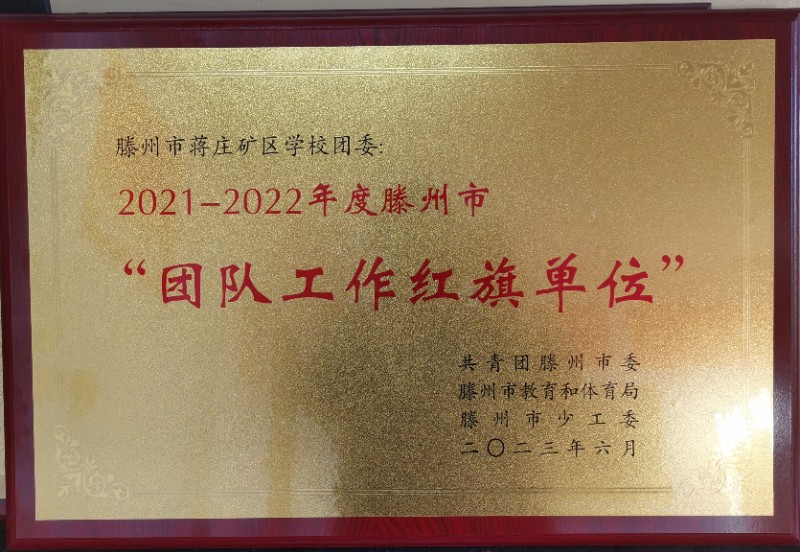 滕州市蒋庄矿区学校团委:
2021-2022年度滕州市
“团队工作红旗单位”
共青团滕州市委
滕州市教育和体育局
滕州市少工委
二〇二三年六月